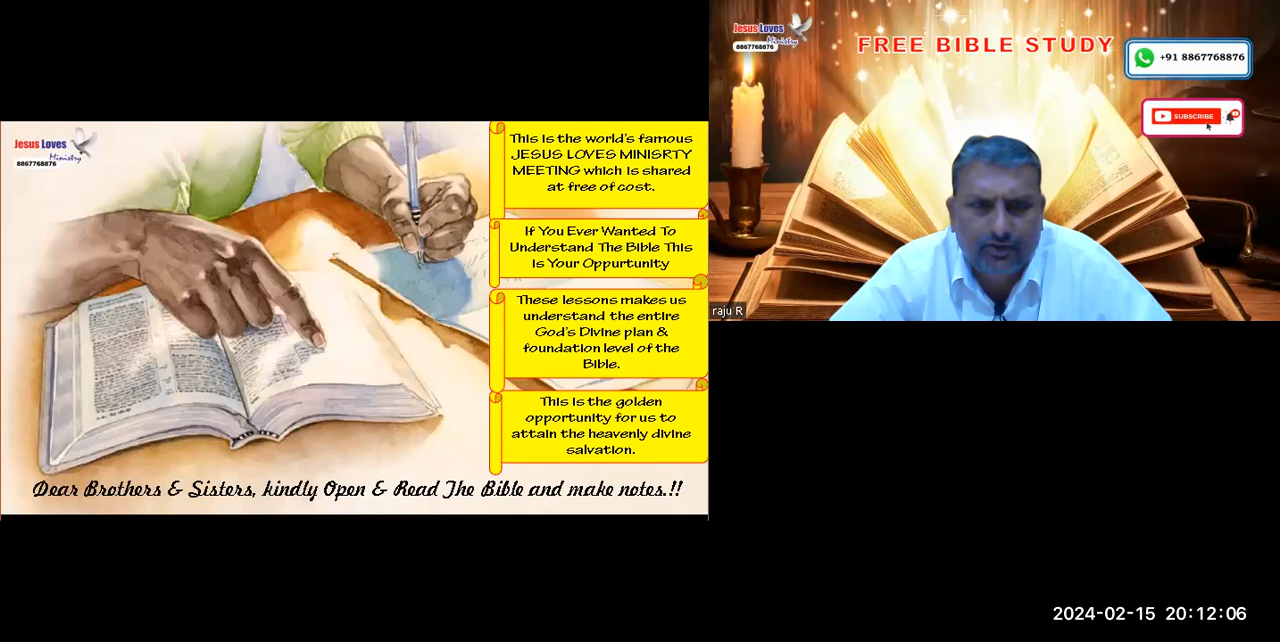 Jesus Loves
Ministry
8867768876
This is the world's famous
JESUS LOVES MINISRTY
MEETING which is shared
at free of cost.
If You Ever Wanted To
Understand The Bible This
is Your Oppurtunity
These lessons makes us
understand the entire
God's Divine plan &
foundation level of the
Bible.
This is the golden
opportunity for us to
attain the heavenly divine
salvation.
Dear Brothers & Sisters, kindly Open & Read The Bible and make notes.!!
Jesus Loves
Ministry
8867768876
FREE BIBLE STUDY
+91 8867768876
SUBSCRIBE
raju R
2024-02-15 20:12:06